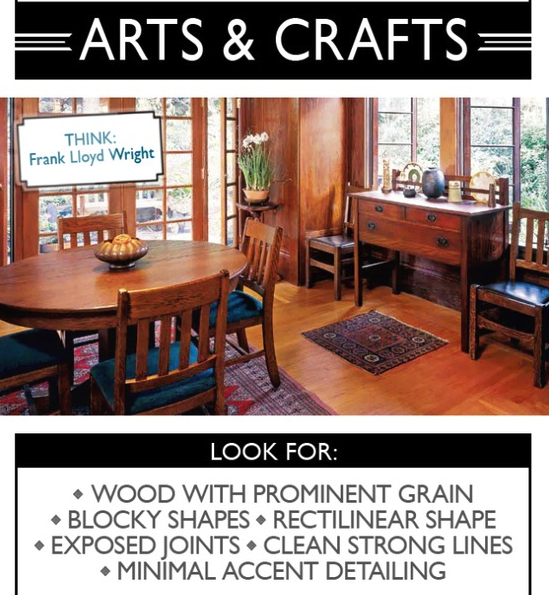 ARTS & CRAFTS
THINK:
Frank Lloyd Wright
LOOK FOR:
◆ WOOD WITH PROMINENT GRAIN
◆ BLOCKY SHAPES ◆ RECTILINEAR SHAPE
◆ EXPOSED JOINTS ◆ CLEAN STRONG LINES
◆ MINIMAL ACCENT DETAILING